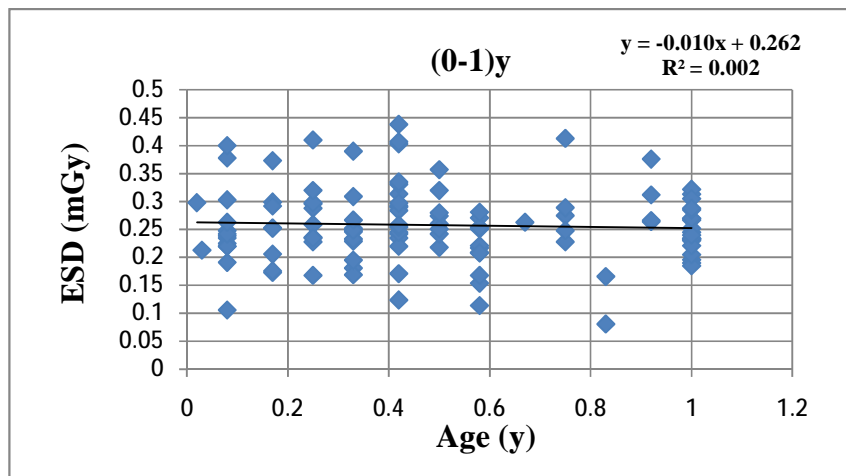 (0-1)y
y = -0.010x + 0.262
R² = 0.002
0.5
0.45
0.4
0.35
0.3
0.25
0.2
0.15
0.1
0.05
0
ESD (mGy)
0 0.2 0.4 0.6 0.8 1 1.2
Age (y)